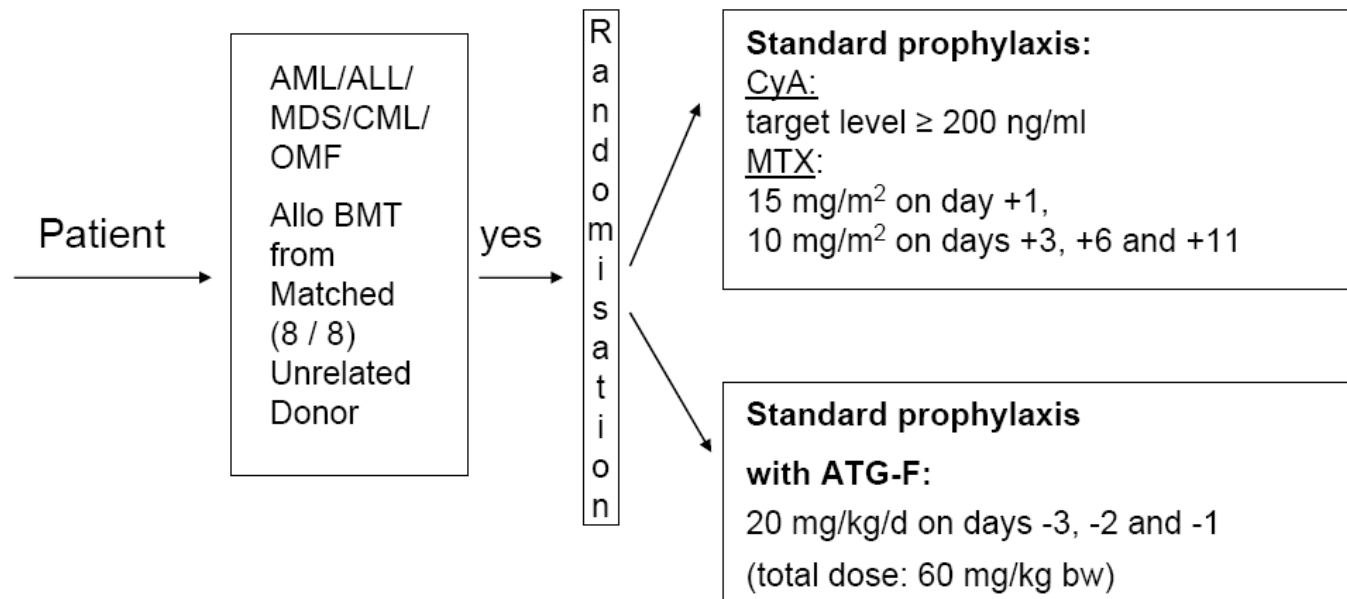 Patient
AML/ALL/
MDS/CML/
OMF
Allo BMT
from
Matched
(8 / 8)
Unrelated
Donor
yes
Randomisation
Standard prophylaxis:
CyA:
target level ≥ 200 ng/ml
MTX:
15 mg/m² on day +1,
10 mg/m² on days +3, +6 and +11
Standard prophylaxis
with ATG-F:
20 mg/kg/d on days -3, -2 and -1
(total dose: 60 mg/kg bw)